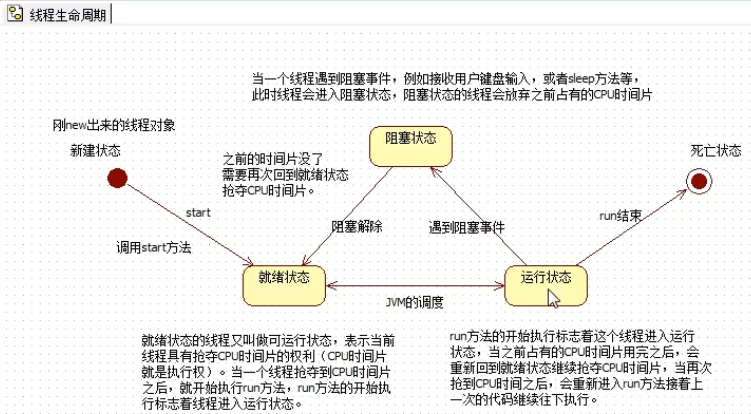 线程生命周期
当一个线程遇到阻塞事件，例如接收用户键盘输入，或者sleep方法等，
此时线程会进入阻塞状态，阻塞状态的线程会放弃之前占有的CPU时间片
刚new出来的线程对象
新建状态
阻塞状态
死亡状态
之前的时间片没了
需要再次回到就绪状态
抢夺CPU时间片。
start
调用start方法
阻塞解除
遇到阻塞事件
run结束
就绪状态
运行状态
JVM的调度
就绪状态的线程又叫做可运行状态，表示当前
线程具有抢夺CPU时间片的权利（CPU时间片
就是执行权）。当一个线程抢夺到CPU时间片
之后，就开始执行run方法，run方法的开始执
行标志着线程进入运行状态。
run方法的开始执行标志着这个线程进入运行
状态，当之前占有的CPU时间片用完之后，会
重新回到就绪状态继续抢夺CPU时间片，当再次
抢到CPU时间之后，会重新进入run方法接着上
一次的代码继续往下执行。